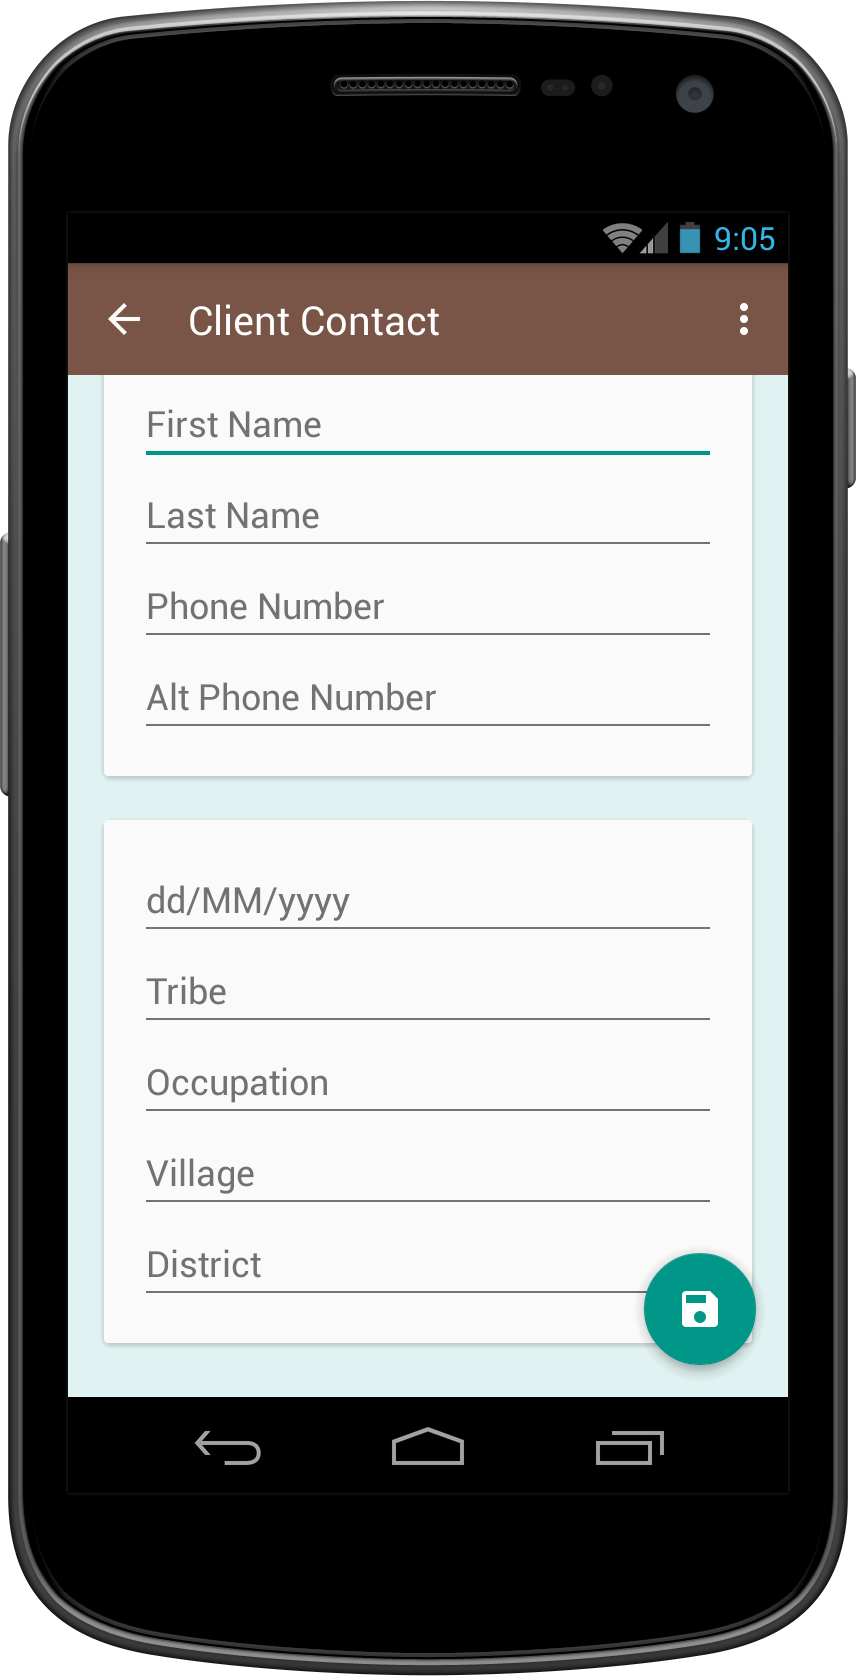 9:05
Client Contact
First Name
Last Name
Phone Number
Alt Phone Number
dd/MM/yyyy
Tribe
Occupation
Village
District